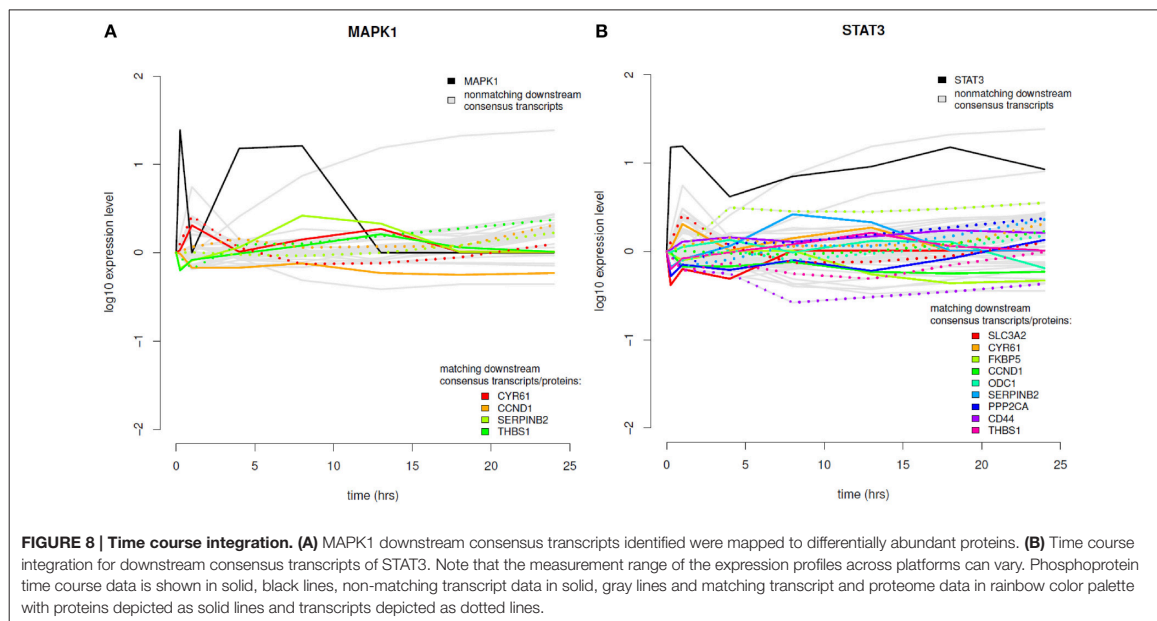 A
MAPK1
2
1
0
−1
−2
log10 expression level
MAPK1
nonmatching downstream
consensus transcripts
matching downstream
consensus transcripts/proteins:
CYR61
CCND1
SERPINB2
THBS1
0 5 10 15 20 25
time (hrs)
B
STAT3
2
1
0
−1
−2
log10 expression level
STAT3
nonmatching downstream
consensus transcripts
matching downstream
consensus transcripts/proteins:
SLC3A2
CYR61
FKBP5
CCND1
ODC1
SERPINB2
PPP2CA
CD44
THBS1
0 5 10 15 20 25
time (hrs)
FIGURE 8 | Time course integration. (A) MAPK1 downstream consensus transcripts identified were mapped to differentially abundant proteins. (B) Time course
integration for downstream consensus transcripts of STAT3. Note that the measurement range of the expression profiles across platforms can vary. Phosphoprotein
time course data is shown in solid, black lines, non-matching transcript data in solid, gray lines and matching transcript and proteome data in rainbow color palette
with proteins depicted as solid lines and transcripts depicted as dotted lines.